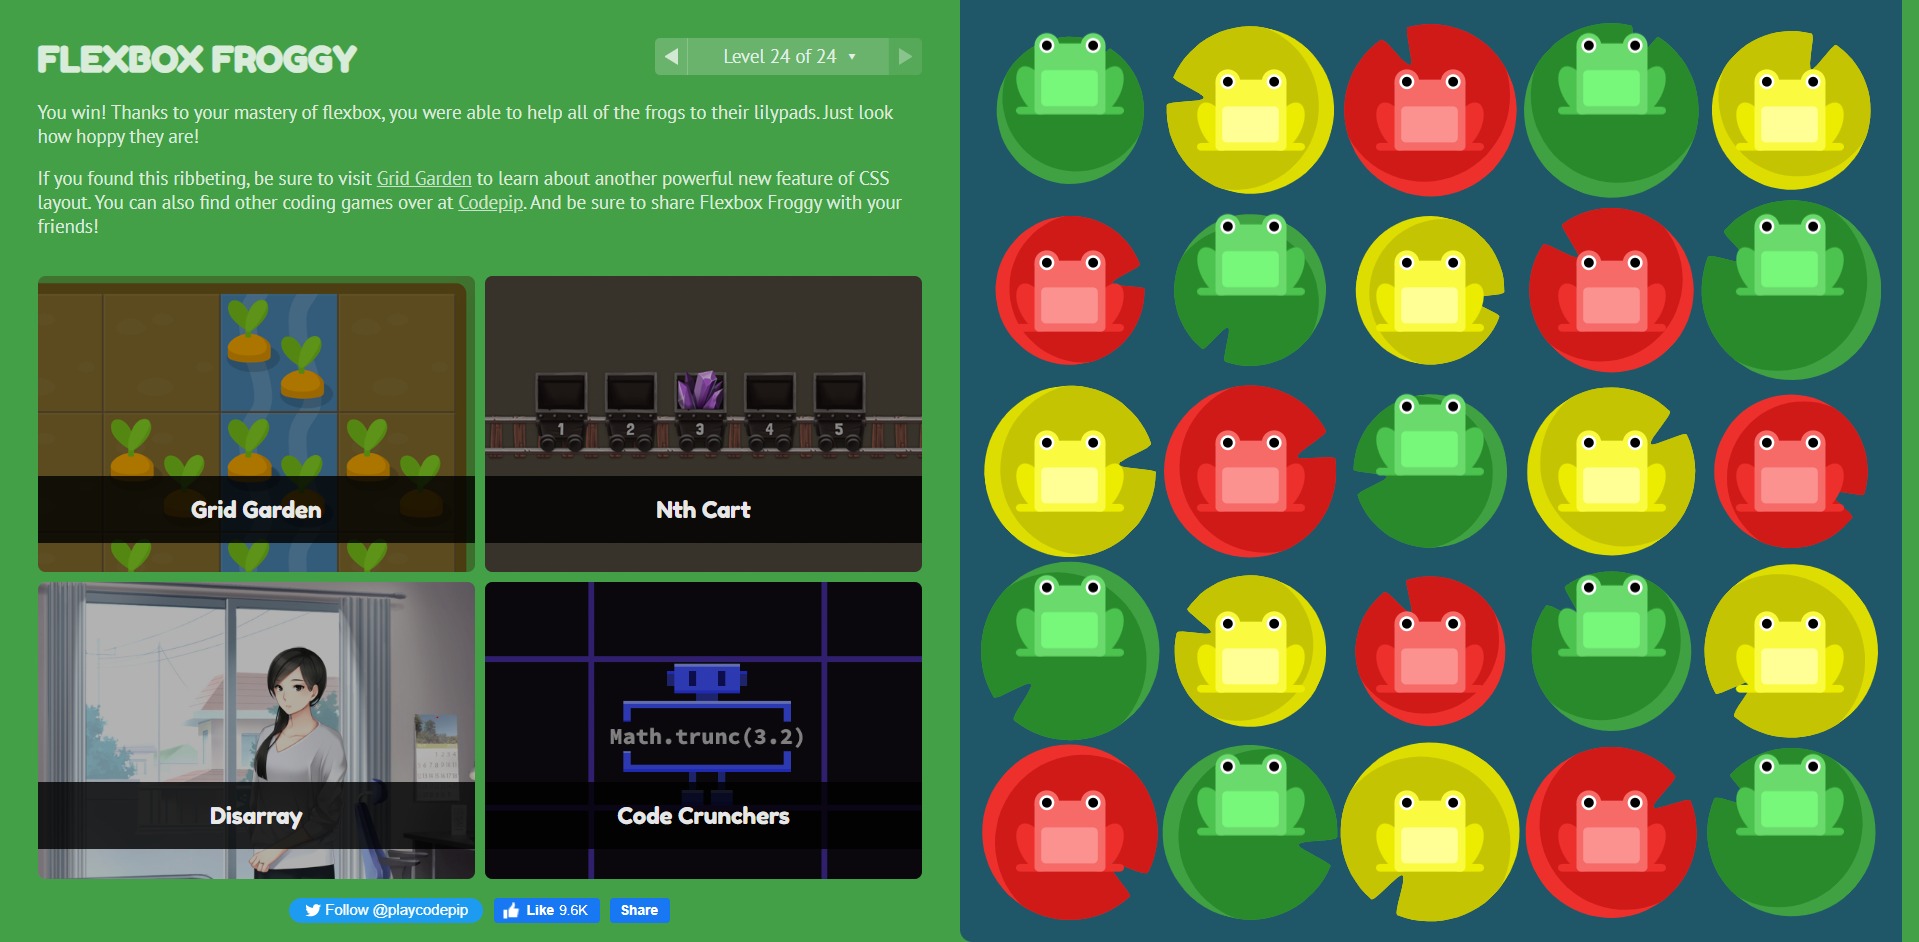 FLEXBOX FROGGY
Level 24 of 24
You win! Thanks to your mastery of flexbox, you were able to help all of the frogs to their lilypads. Just look
how hoppy they are!
If you found this ribbeting, be sure to visit Grid Garden to learn about another powerful new feature of CSS
layout. You can also find other coding games over at Codepip. And be sure to share Flexbox Froggy with your
friends!
Grid Garden
1 2 3 4 5
Nth Cart
Disarray
Math.trunc(3.2)
Code Crunchers
Follow @playcodepip
Like 9.6K
Share